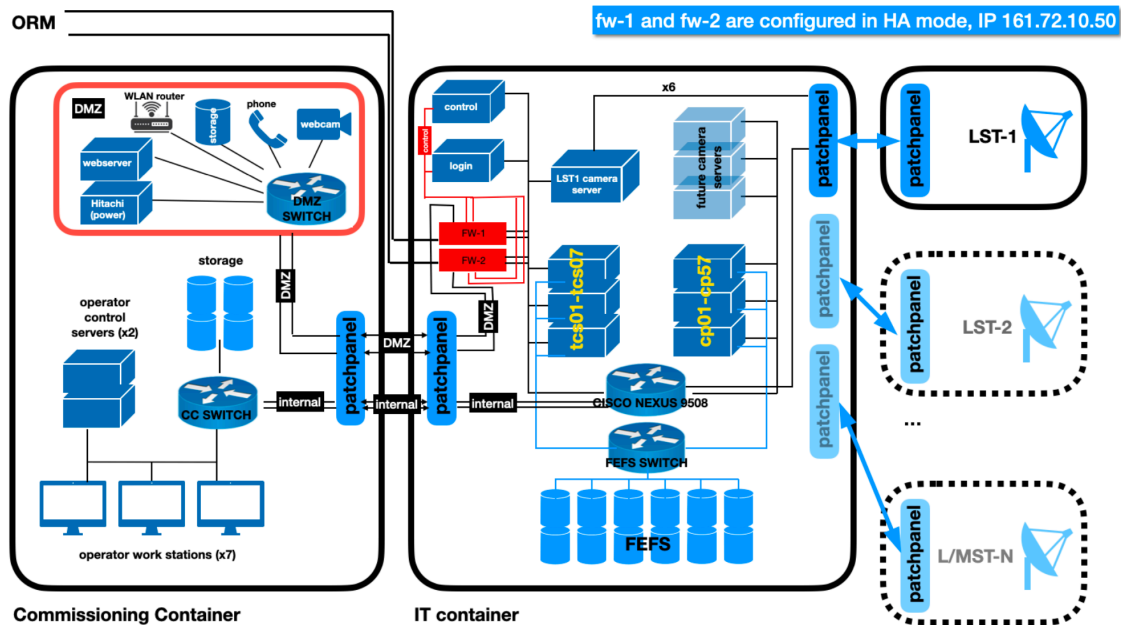 ORM
fw-1 and fw-2 are configured in HA mode, IP 161.72.10.50
DMZ
WLAN router
storage
phone
webcam
webserver
Hitachi
(power)
DMZ
SWITCH
DMZ
storage
operator
control
servers (x2)
CC SWITCH
internal
patchpanel
operator work stations (x7)
Commissioning Container
DMZ
internal
control
control
login
x6
LST1 camera
server
future camera
servers
FW-1
FW-2
DMZ
tcs01-tcs07
cp01-cp57
patchpanel
internal
CISCO NEXUS 9508
FEFS SWITCH
FEFS
IT container
patchpanel
patchpanel
patchpanel
patchpanel
LST-1
patchpanel
LST-2
...
patchpanel
L/MST-N